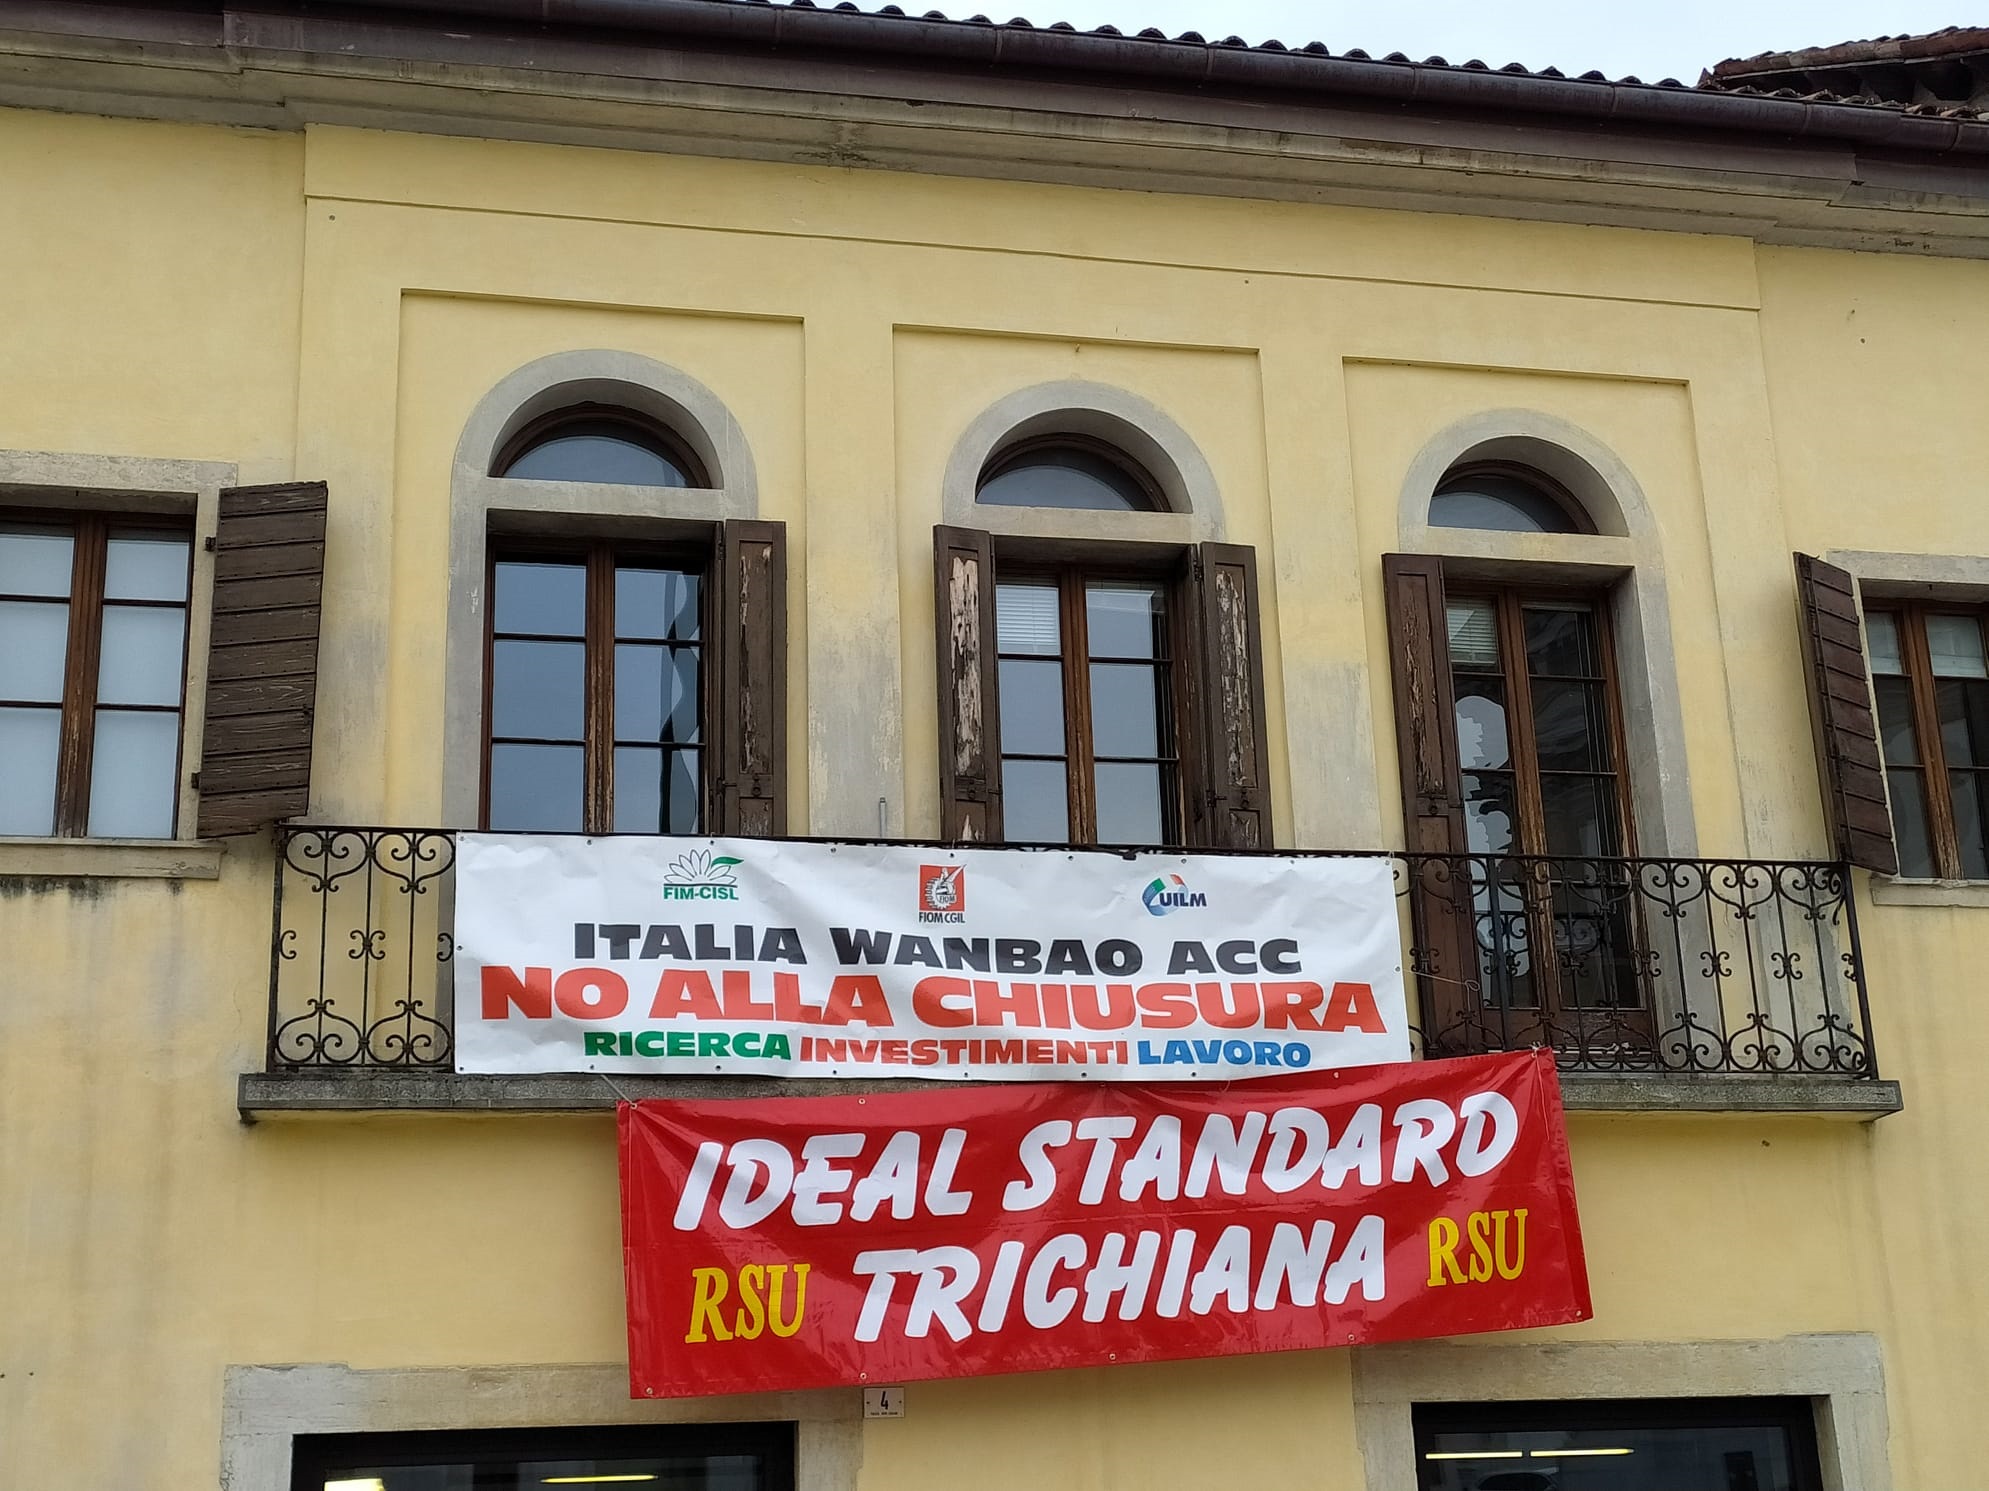 FIM-CISL
FIOM
FIOM CGIL
UILM
ITALIA WANBAO ACC
NO ALLA CHIUSURA
RICERCA INVESTIMENTI LAVORO
IDEAL STANDARD
RSU TRICHIANA RSU
4